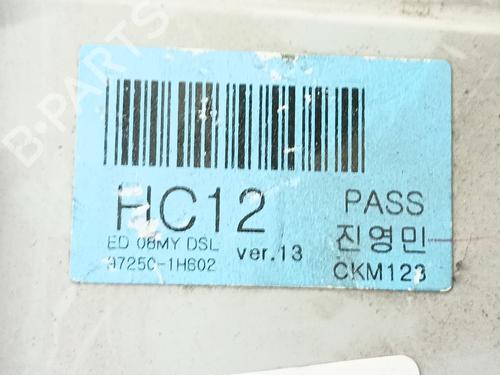 B-PARTS
HC12
PASS
ED 08MY DSL
ver.13
진영민
97250-1H602
CKM123